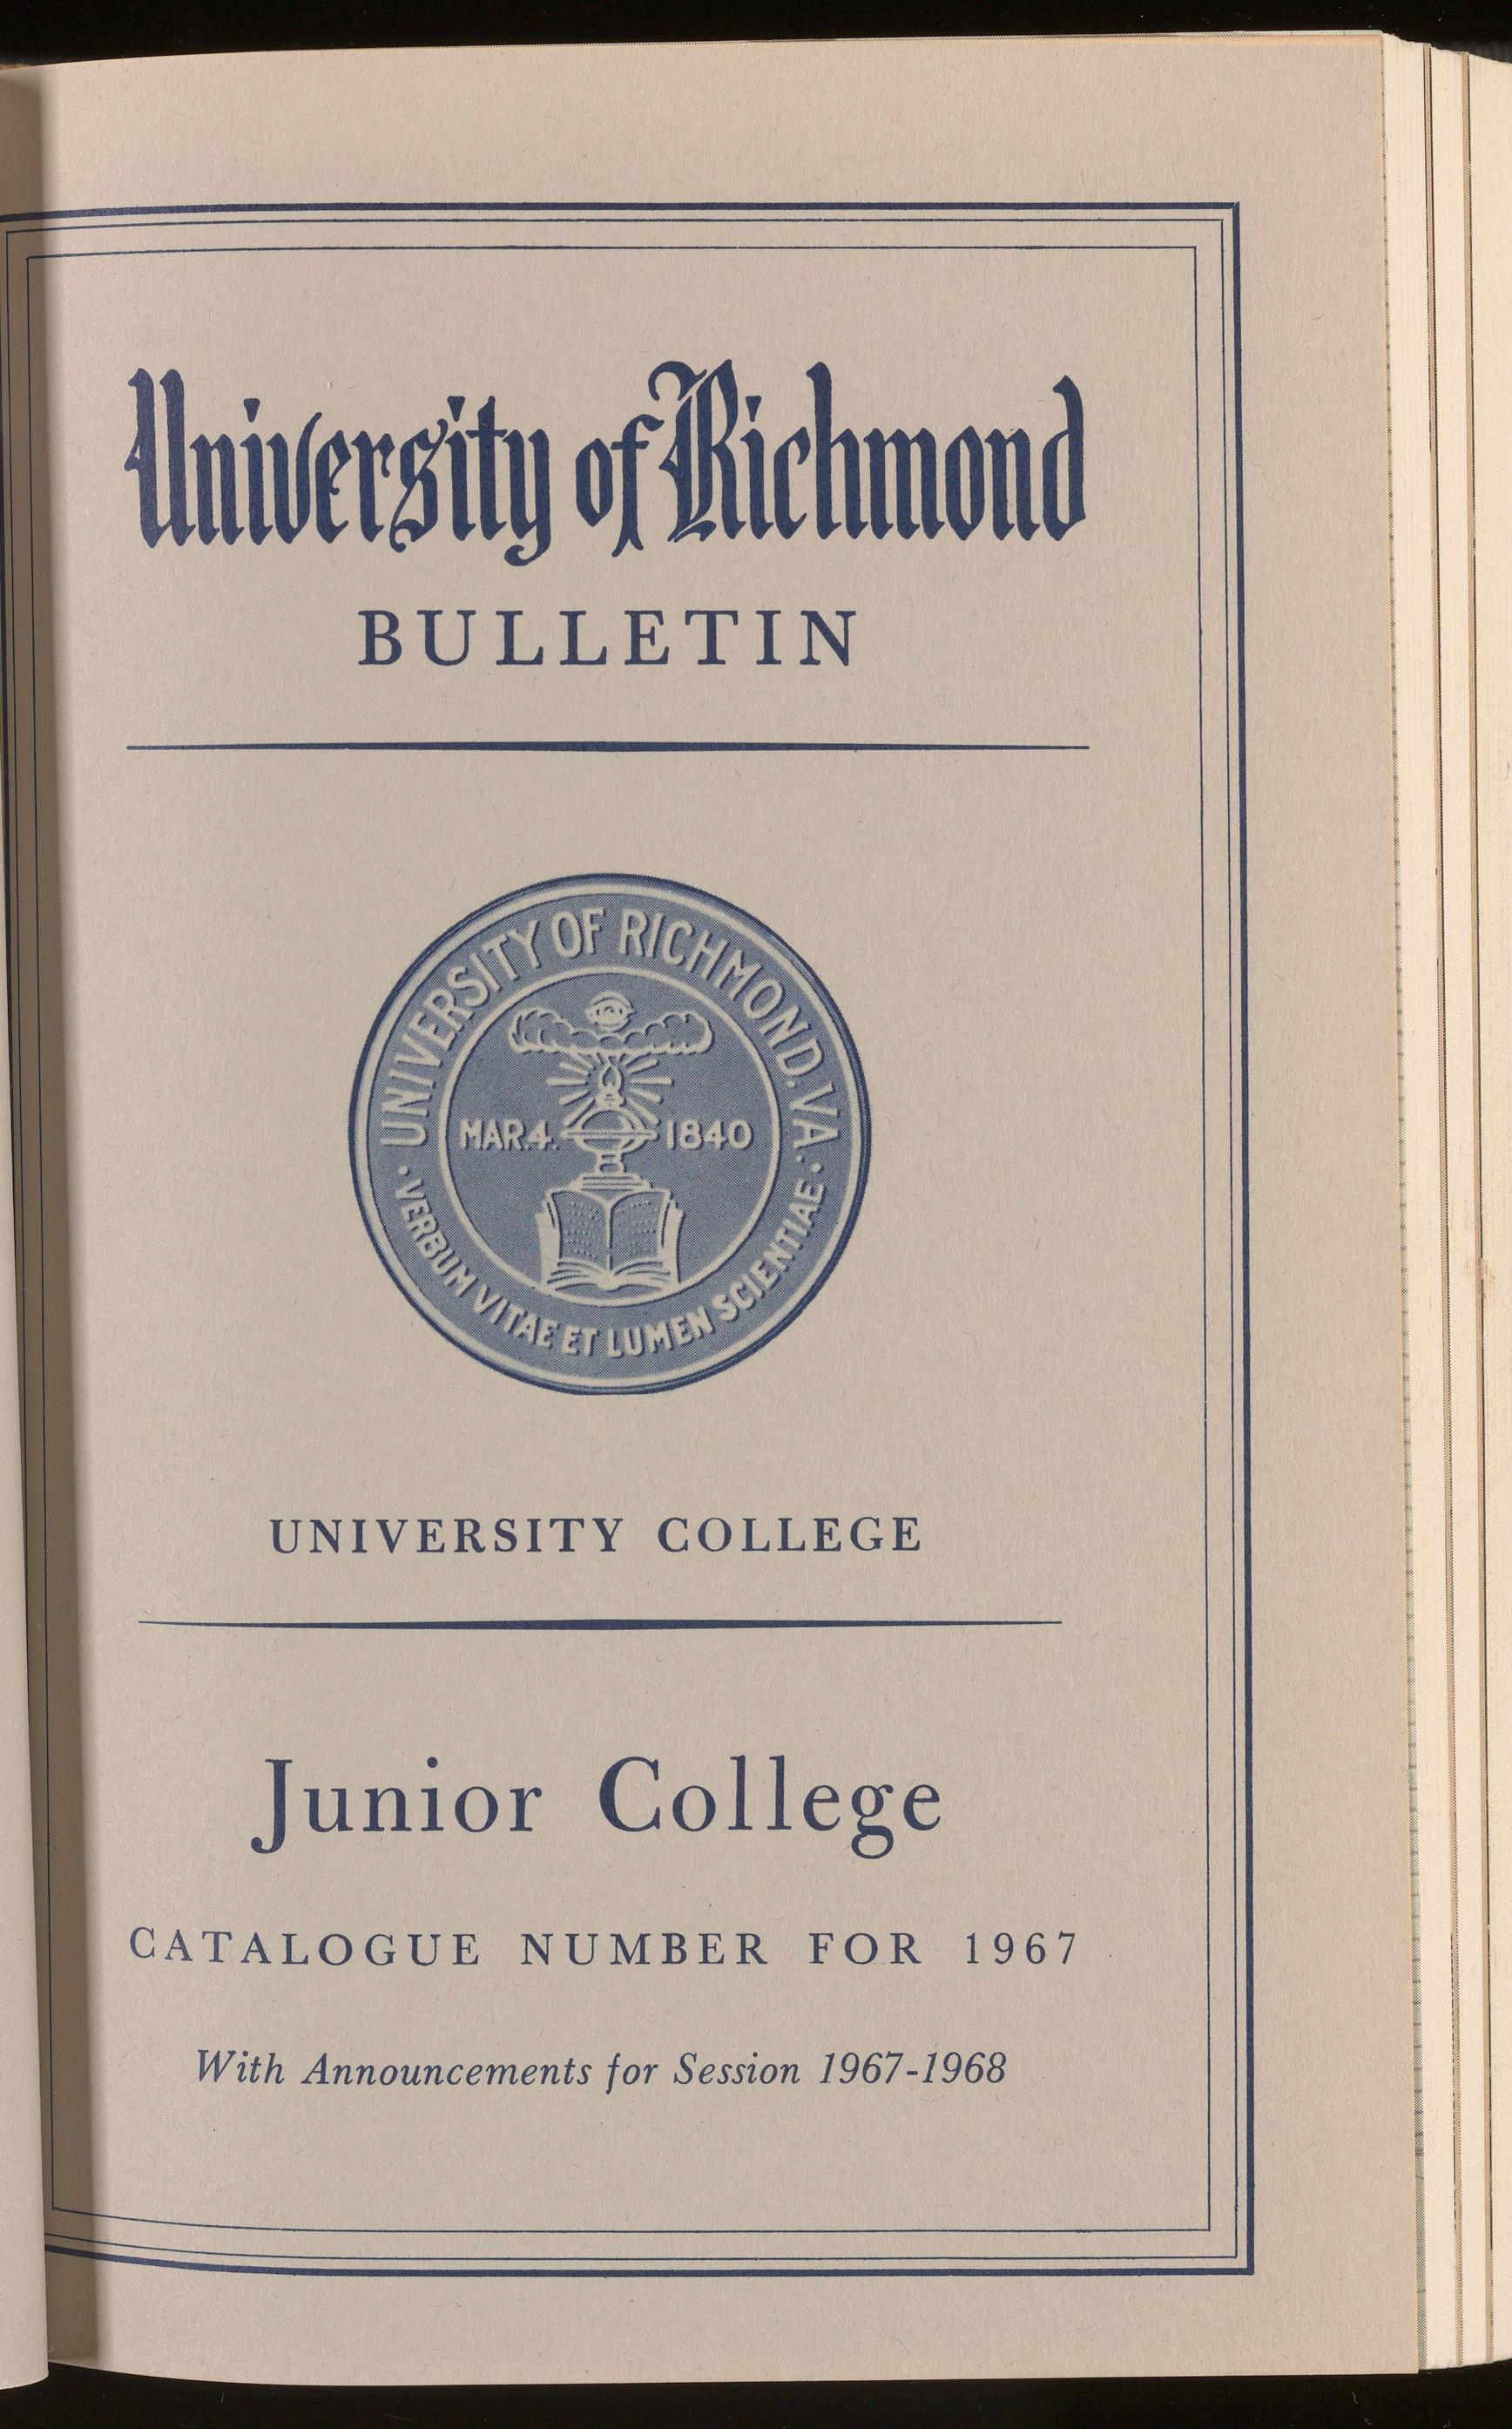 University of Richmond
BULLETIN
UNIVERSITY OF RICHMOND. VA.
MAR. 4. 1840
· VERBUM VITAE ET LUMEN SCIENTIAE ·
UNIVERSITY COLLEGE
Junior College
CATALOGUE NUMBER FOR 1967
With Announcements for Session 1967-1968